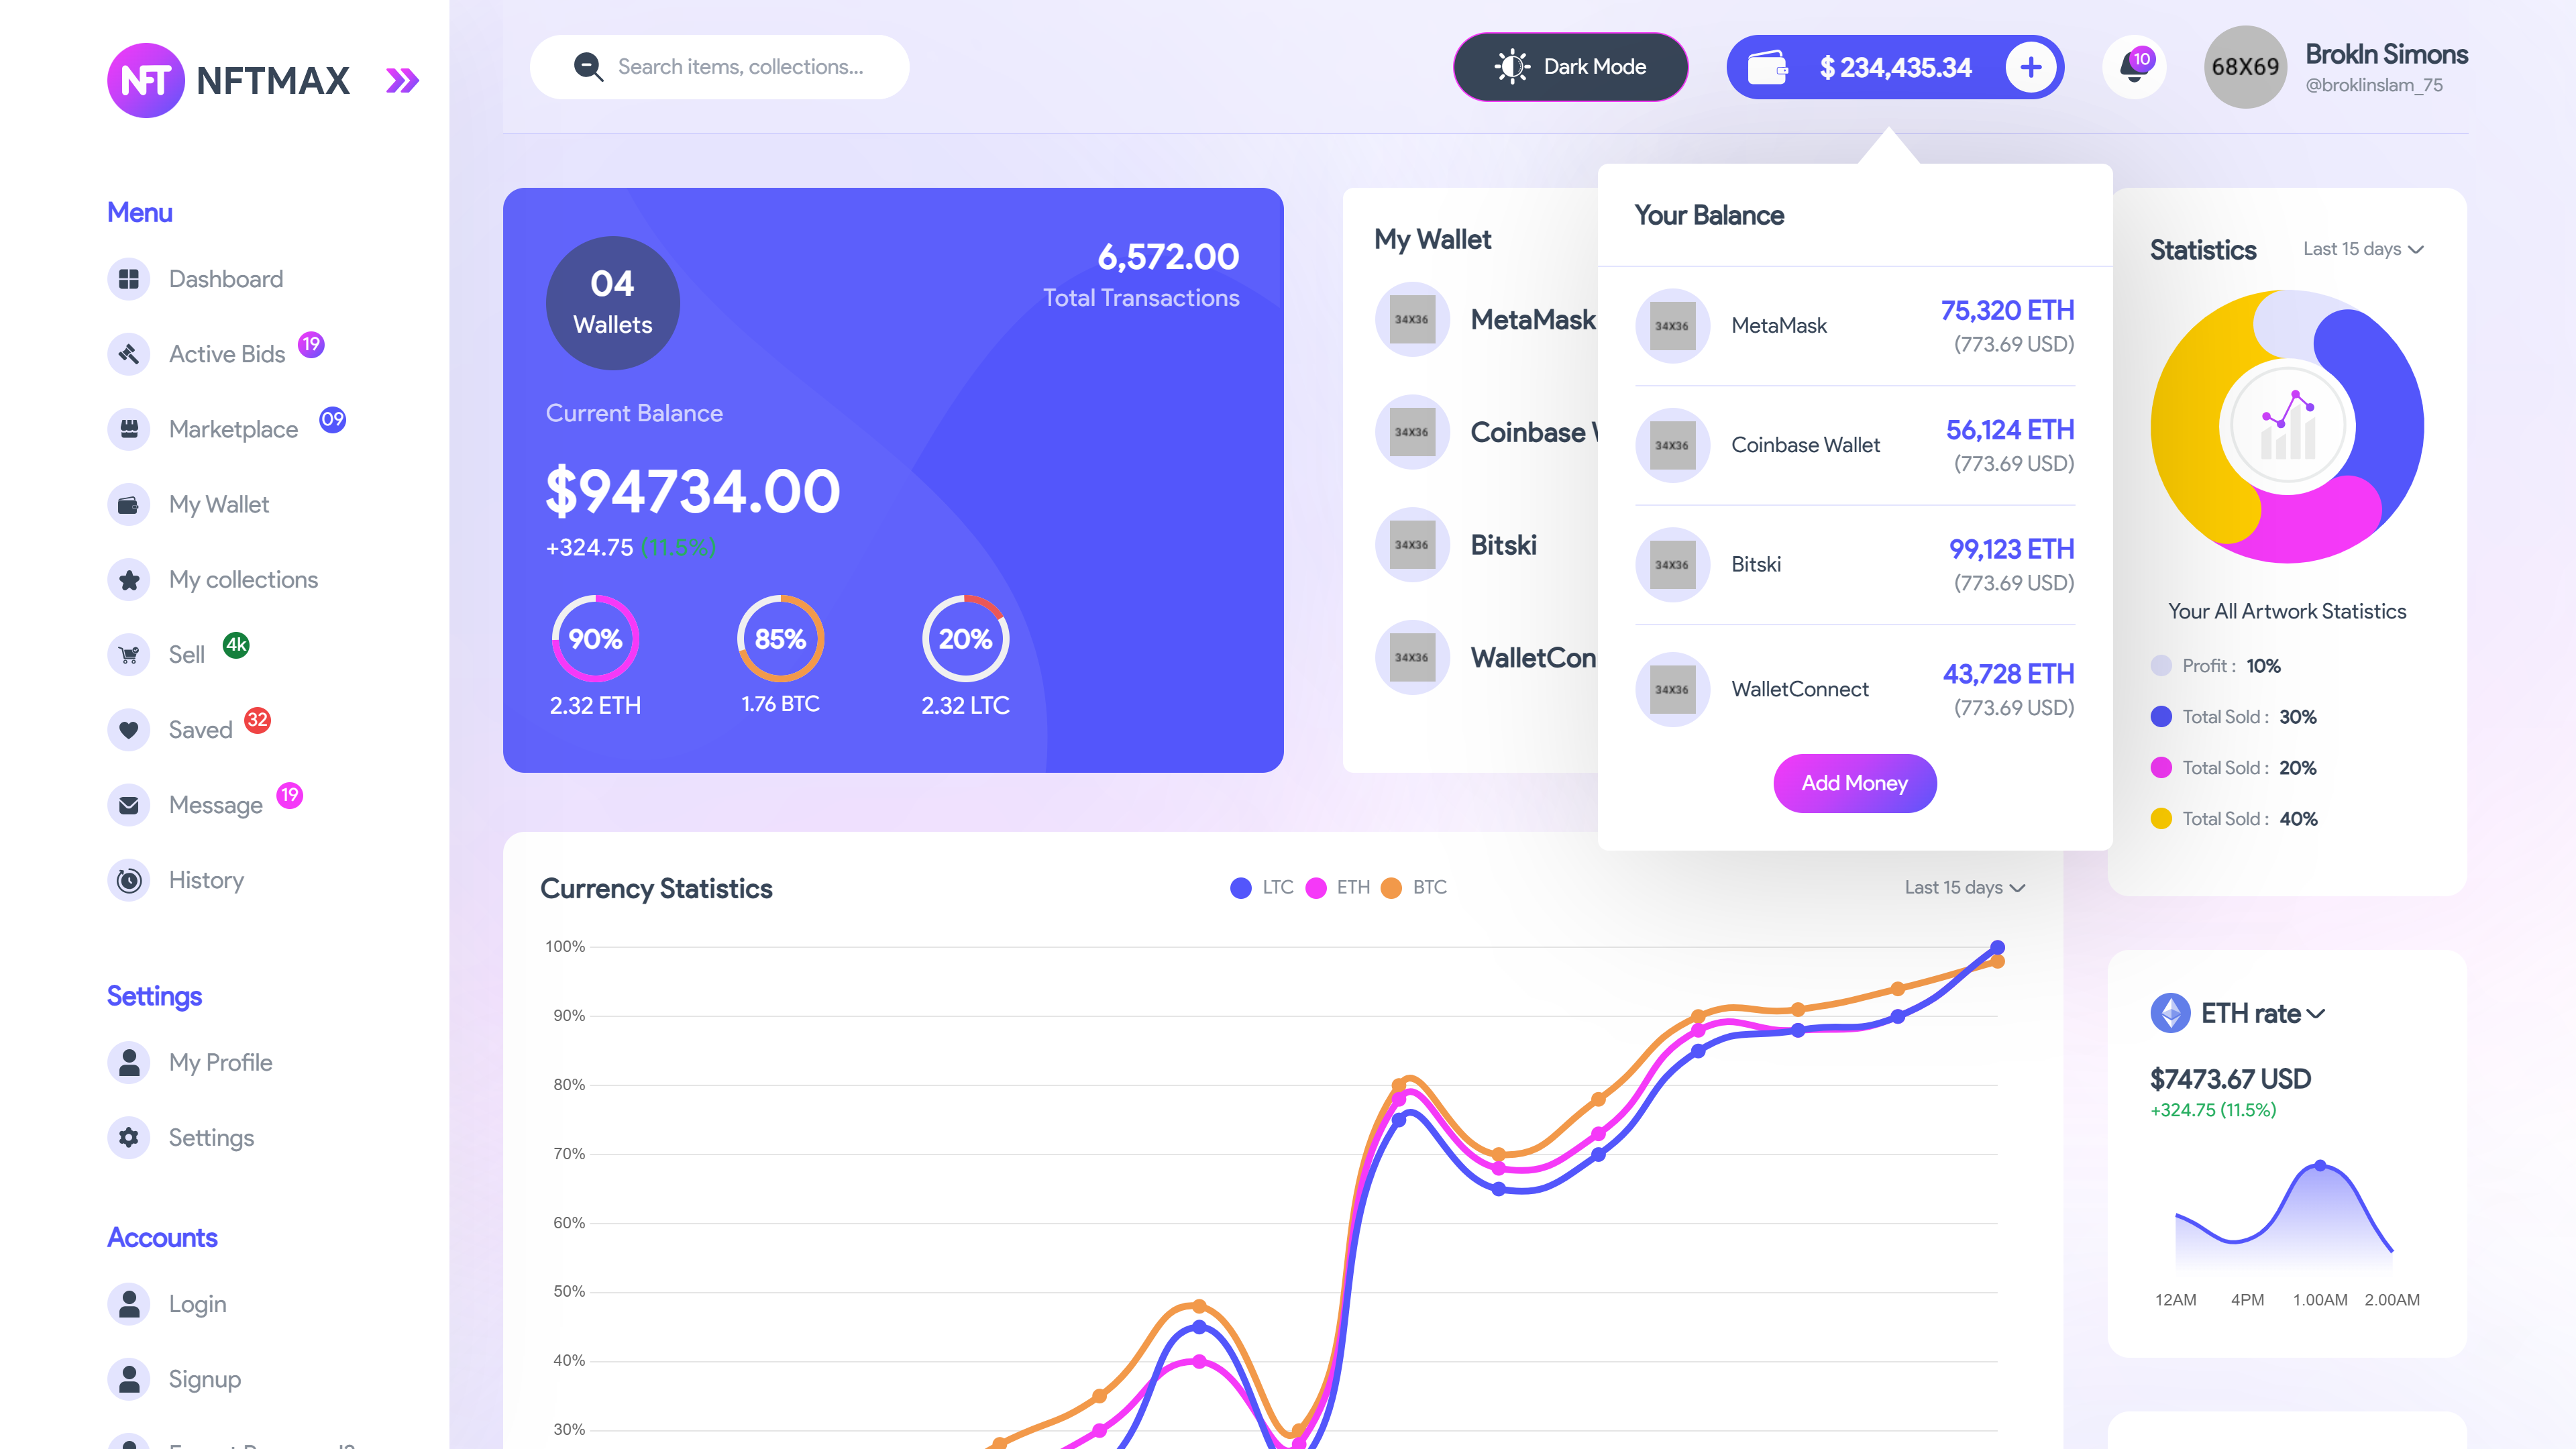 NFTMAX
Menu
Dashboard
Active Bids 19
Marketplace 09
My Wallet
My collections
Sell 4k
Saved 32
Message 19
History
Settings
My Profile
Settings
Accounts
Login
Signup
Search items, collections...
Dark Mode
$ 234,435.34
10
68X69
Brokln Simons
@broklinslam_75
04
Wallets
6,572.00
Total Transactions
Current Balance
$94734.00
+324.75 (11.5%)
90%
85%
20%
2.32 ETH
1.76 BTC
2.32 LTC
My Wallet
34X36
MetaMask
34X36
Coinbase
34X36
Bitski
34X36
WalletCon
Your Balance
34X36
MetaMask
75,320 ETH
(773.69 USD)
34X36
Coinbase Wallet
56,124 ETH
(773.69 USD)
34X36
Bitski
99,123 ETH
(773.69 USD)
34X36
WalletConnect
43,728 ETH
(773.69 USD)
Add Money
Statistics
Last 15 days
Your All Artwork Statistics
Profit : 10%
Total Sold : 30%
Total Sold : 20%
Total Sold : 40%
Currency Statistics
LTC
ETH
BTC
Last 15 days
100%
90%
80%
70%
60%
50%
40%
30%
ETH rate
$7473.67 USD
+324.75 (11.5%)
12AM
4PM
1.00AM
2.00AM